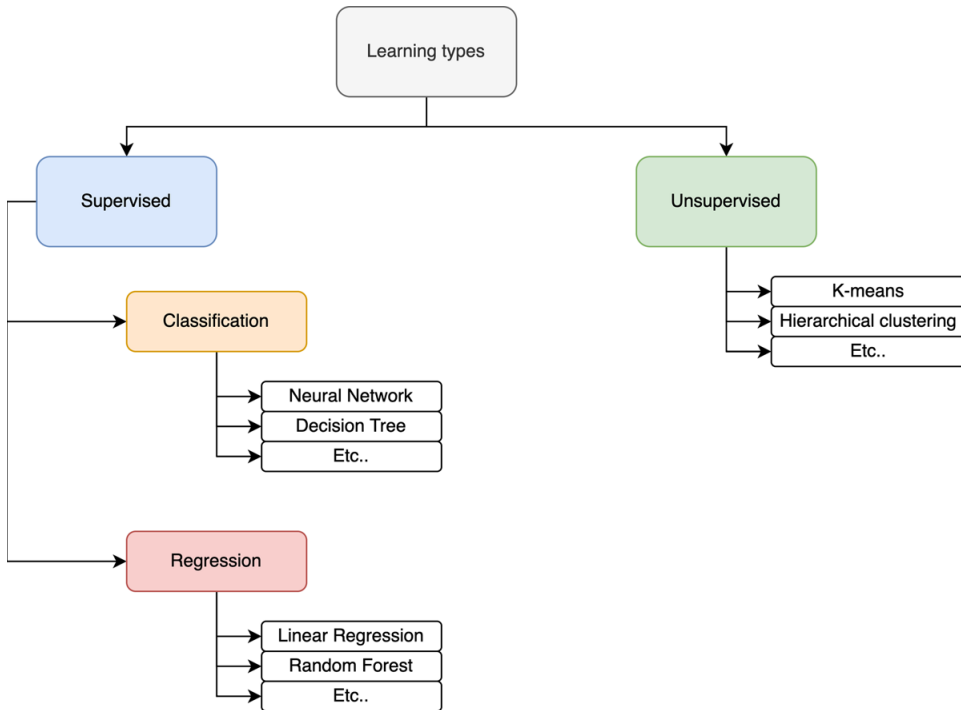 Learning types
Supervised
Unsupervised
K-means
Hierarchical clustering
Etc..
Classification
Neural Network
Decision Tree
Etc..
Regression
Linear Regression
Random Forest
Etc..